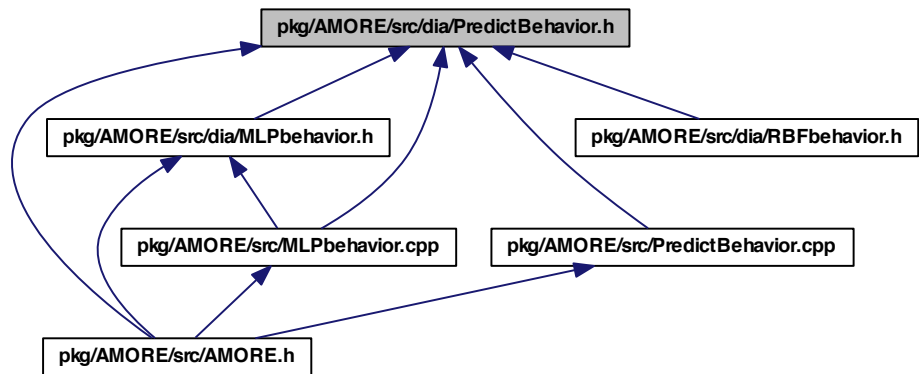 pkg/AMORE/src/dia/PredictBehavior.h
pkg/AMORE/src/dia/MLPbehavior.h
pkg/AMORE/src/dia/RBFbehavior.h
pkg/AMORE/src/MLPbehavior.cpp
pkg/AMORE/src/PredictBehavior.cpp
pkg/AMORE/src/AMORE.h